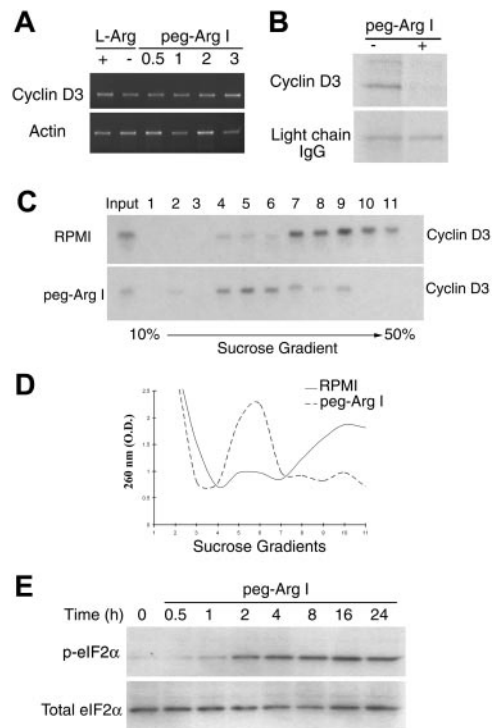 A
L-Arg peg-Arg I
+ - 0.5 1 2 3
Cyclin D3
Actin
B
peg-Arg I
- +
Cyclin D3
Light chain
IgG
C
Input 1 2 3 4 5 6 7 8 9 10 11
RPMI Cyclin D3
peg-Arg I Cyclin D3
10% 50%
Sucrose Gradient
D
RPMI
peg-Arg I
260 nm (O.D.)
2.5
2
1.5
1
0.5
0
1 2 3 4 5 6 7 8 9 10 11
Sucrose Gradients
E
peg-Arg I
Time (h) 0 0.5 1 2 4 8 16 24
p-eIF2α
Total eIF2α